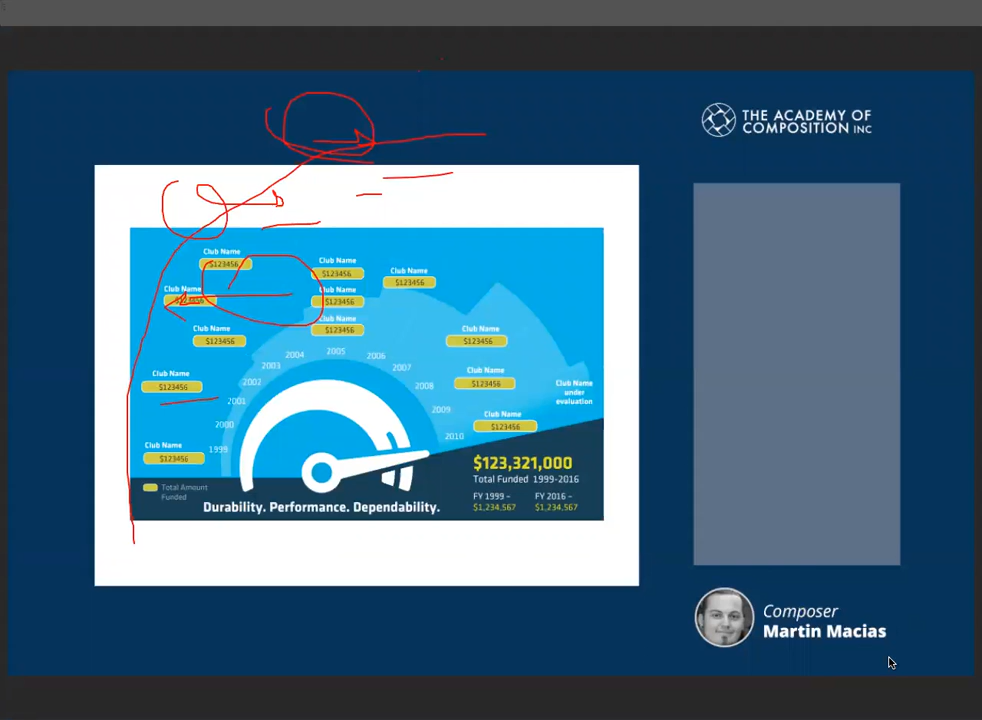 THE ACADEMY OF
COMPOSITION INC
Club Name
$123456
Club Name
$123456
Club Name
$123456
Club Name
Club Name
$123456
Club Name
$123456
Club Name
$123456
Club Name
$123456
Club Name
$123456
2004
2005
2006
2003
2007
Club Name
$123456
2002
2008
Club Name
$123456
Club Name
under
evaluation
2001
2009
Club Name
$123456
2000
2010
Club Name
$123456
1999
$123,321,000
Total Funded 1999-2016
Total Amount
Funded
FY 1999 –
$1,234,567
FY 2016 –
$1,234,567
Durability. Performance. Dependability.
Composer
Martin Macias